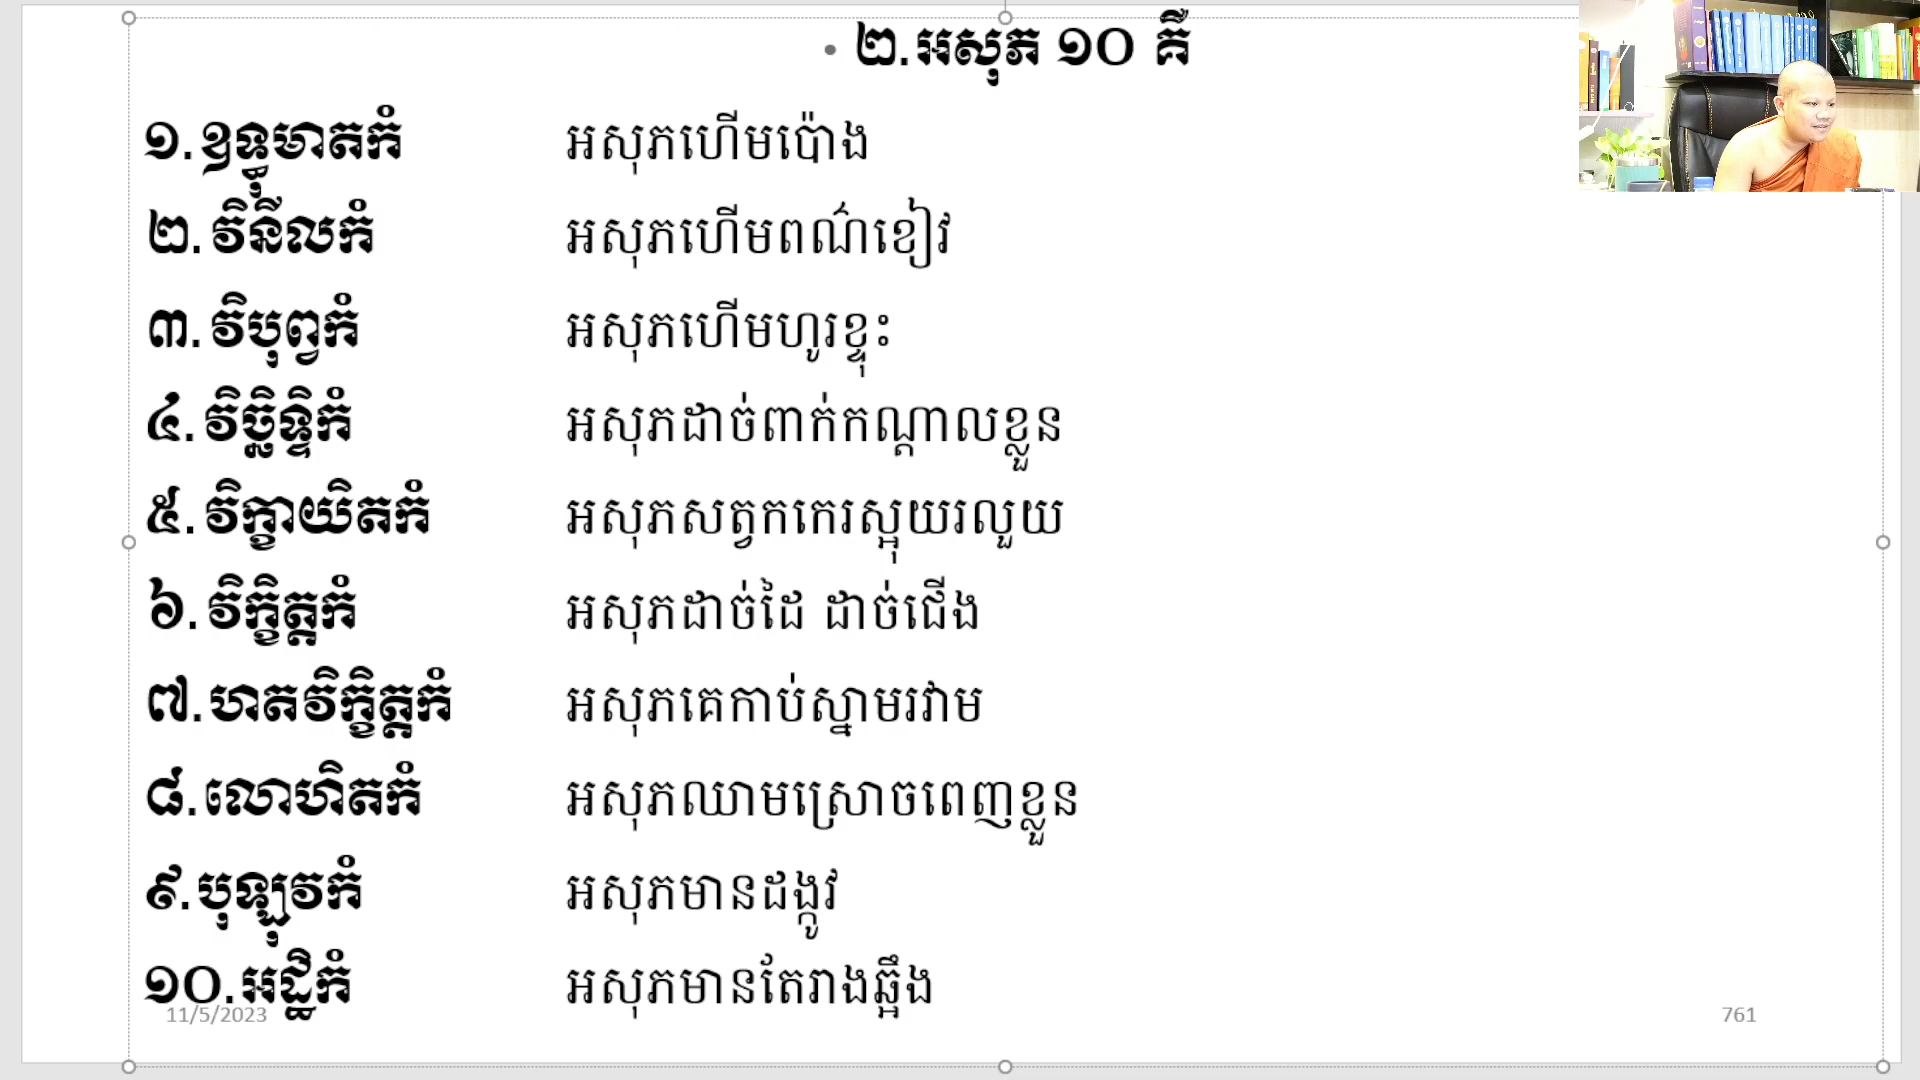 • ២.អសុភ ១០ គឺ
១.ឧទ្ធុមាតកំ អសុភហើមប៉ោង
២.វិនីលកំ អសុភហើមពណ៌ខៀវ
៣.វិបុព្វកំ អសុភហើមហូរខ្ទុះ
៤.វិច្ឆិទ្ទិកំ អសុភដាច់ពាក់កណ្តាលខ្លួន
៥.វិក្ខាយិតកំ អសុភសត្វកកេរស្អុយរលួយ
៦.វិក្ខិត្តកំ អសុភដាច់ដៃ ដាច់ជើង
៧.ហតវិក្ខិត្តកំ អសុភគេកាប់ស្នាមរវាម
៨.លោហិតកំ អសុភឈាមស្រោចពេញខ្លួន
៩.បុឡុវកំ អសុភមានដង្កូវ
១០.អដ្ឋិកំ អសុភមានតែរាងឆ្អឹង
11/5/2023 761